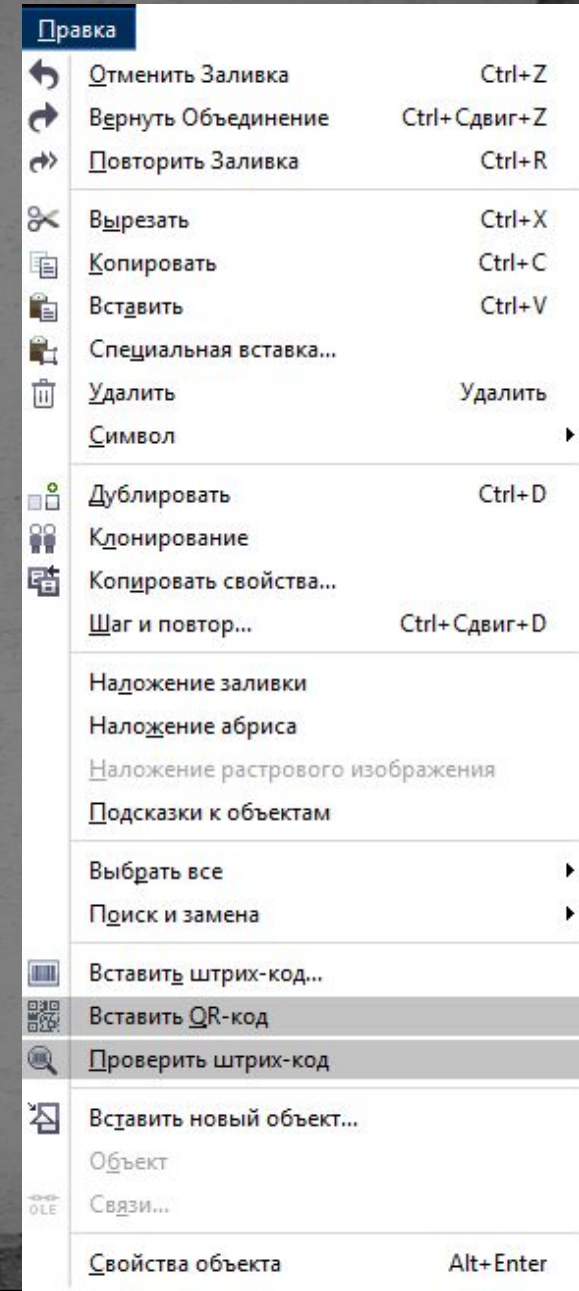 Правка
Отменить Заливка Ctrl+Z
Вернуть Объединение Ctrl+Сдвиг+Z
Повторить Заливка Ctrl+R
Вырезать Ctrl+X
Копировать Ctrl+C
Вставить Ctrl+V
Специальная вставка...
Удалить Удалить
Символ
Дублировать Ctrl+D
Клонирование
Копировать свойства...
Шаг и повтор... Ctrl+Сдвиг+D
Наложение заливки
Наложение абриса
Наложение растрового изображения
Подсказки к объектам
Выбрать все
Поиск и замена
Вставить штрих-код...
Вставить QR-код
Проверить штрих-код
Вставить новый объект...
Объект
OLE Связи...
Свойства объекта Alt+Enter